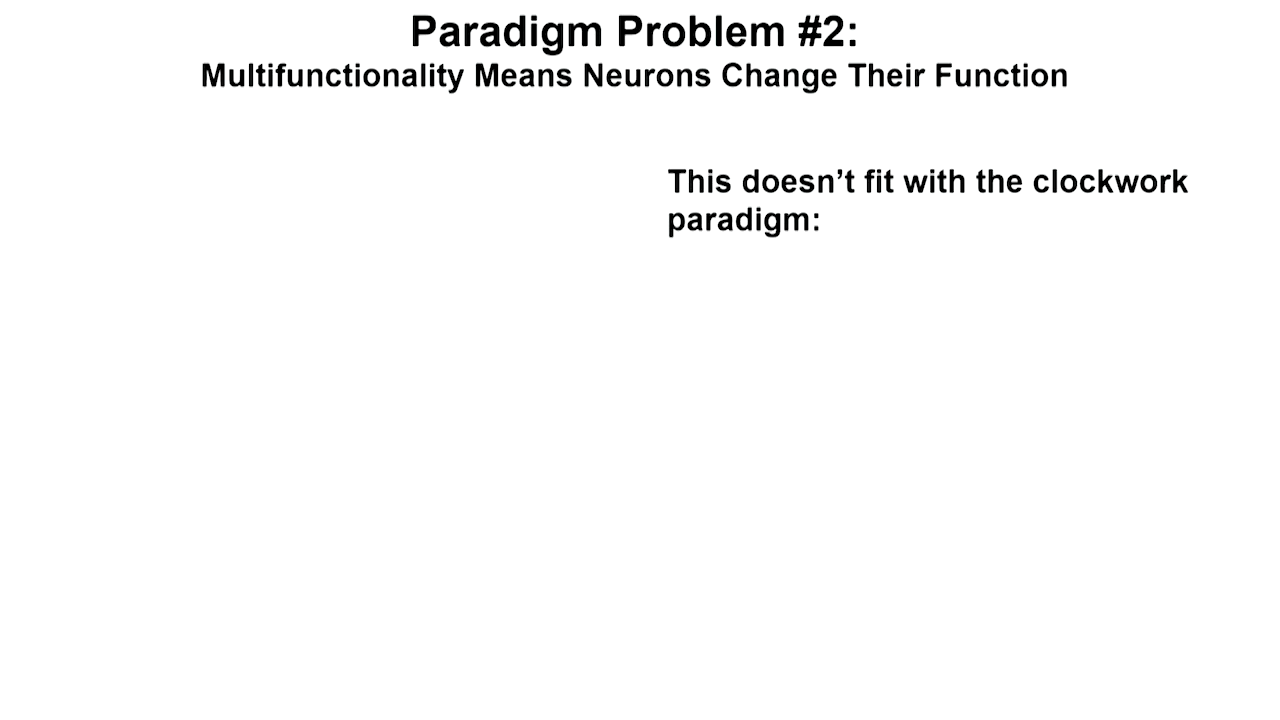 Paradigm Problem #2:
Multifunctionality Means Neurons Change Their Function
This doesn’t fit with the clockwork
paradigm: